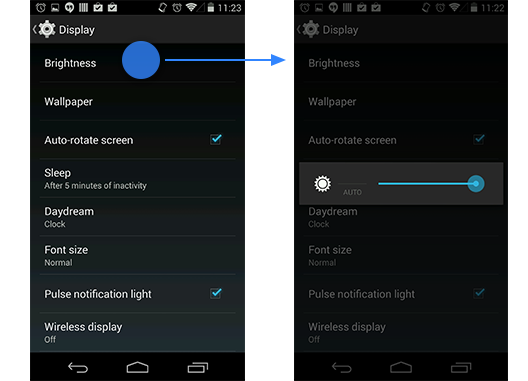 11:23
Display
Brightness
Wallpaper
Auto-rotate screen
Sleep
After 5 minutes of inactivity
Daydream
Clock
Font size
Normal
Pulse notification light
Wireless display
Off
11:22
Display
Brightness
Wallpaper
Auto-rotate screen
AUTO
Daydream
Clock
Font size
Normal
Pulse notification light
Wireless display
Off